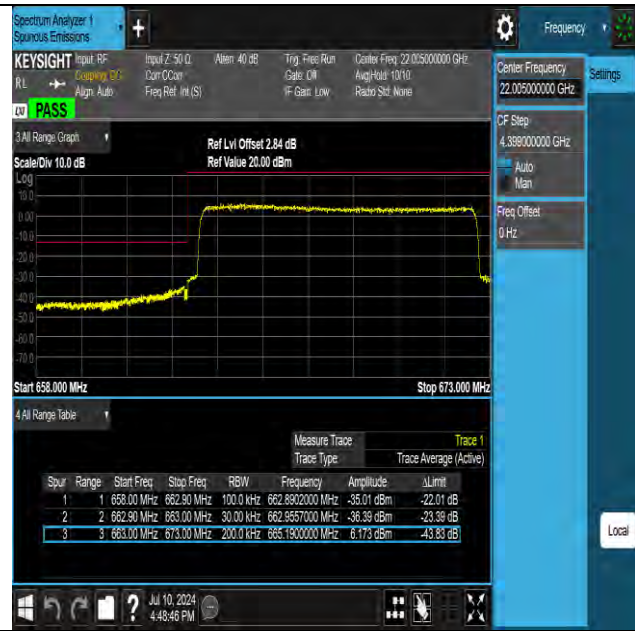 Spectrum Analyzer 1
Spurious Emissions
+
Frequency
KEYSIGHT Input: RF Input Z: 50 Ω Atten: 40 dB Trig: Free Run Center Freq: 22.005000000 GHz
RL Coupling: DC Corr CCorr Gate: Off Avg|Hold: 10/10
Align: Auto Freq Ref: Int (S) IF Gain: Low Radio Std: None
LXI PASS
3 All Range Graph
Ref Lvl Offset 2.84 dB
Scale/Div 10.0 dB Ref Value 20.00 dBm
Log
10.0
0.00
-10.0
-20.0
-30.0
-40.0
-50.0
-60.0
-70.0
Start 658.000 MHz Stop 673.000 MHz
4 All Range Table
Measure Trace Trace 1
Trace Type Trace Average (Active)
Spur Range Start Freq Stop Freq RBW Frequency Amplitude ΔLimit
1 1 658.00 MHz 662.90 MHz 100.0 kHz 662.8902000 MHz -35.01 dBm -22.01 dB
2 2 662.90 MHz 663.00 MHz 30.00 kHz 662.9557000 MHz -36.39 dBm -23.39 dB
3 3 663.00 MHz 673.00 MHz 200.0 kHz 665.1900000 MHz 6.173 dBm -43.83 dB
Center Frequency
22.005000000 GHz
Settings
CF Step
4.399000000 GHz
Auto
Man
Freq Offset
0 Hz
Local
?
Jul 10, 2024
4:48:46 PM